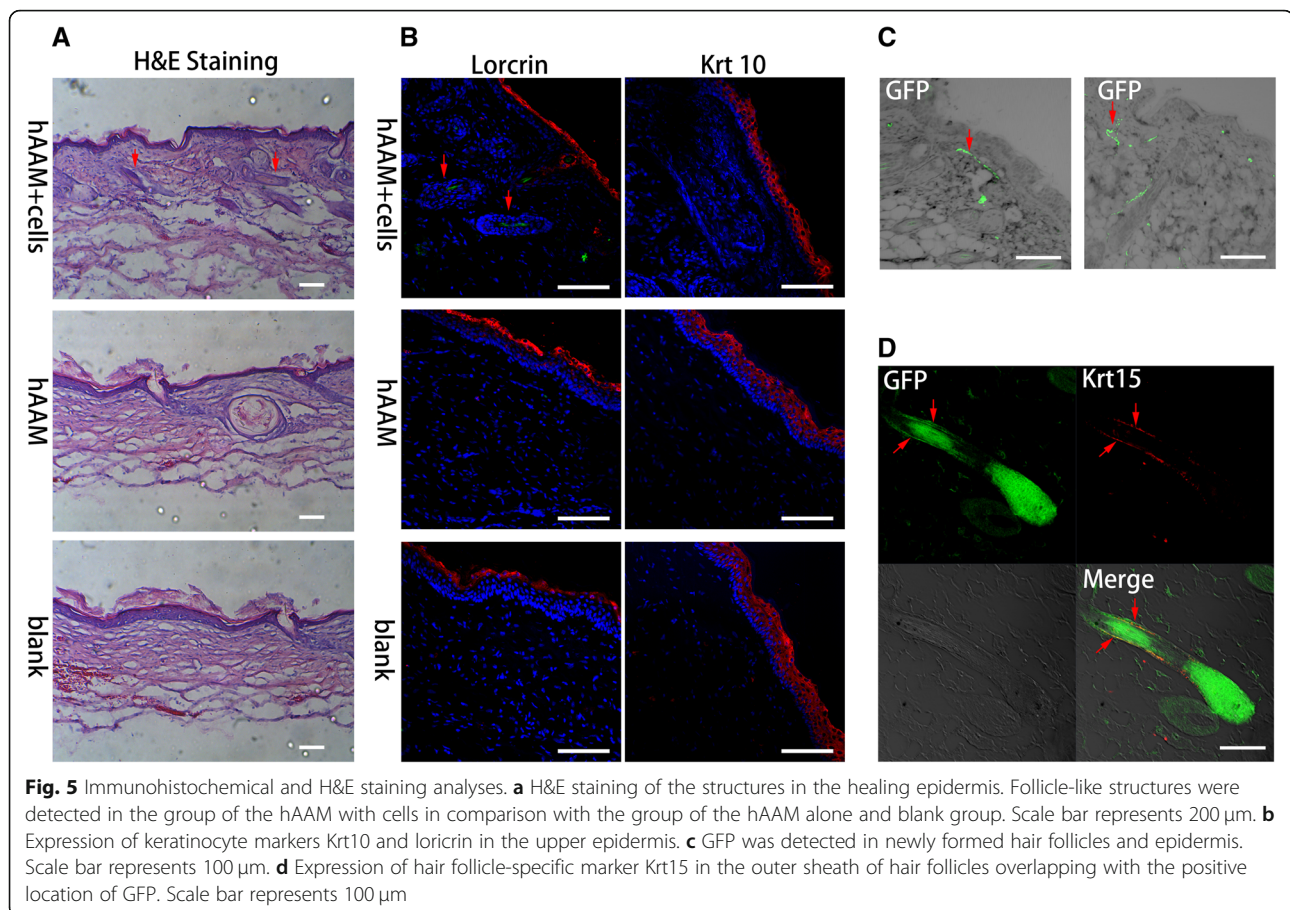 A
B
C
H&E Staining
Lorcrin
Krt 10
hAAM+cells
hAAM+cells
GFP
GFP
hAAM
hAAM
D
GFP
Krt15
Merge
blank
blank
Fig. 5 Immunohistochemical and H&E staining analyses. a H&E staining of the structures in the healing epidermis. Follicle-like structures were
detected in the group of the hAAM with cells in comparison with the group of the hAAM alone and blank group. Scale bar represents 200 μm. b
Expression of keratinocyte markers Krt10 and loricrin in the upper epidermis. c GFP was detected in newly formed hair follicles and epidermis.
Scale bar represents 100 μm. d Expression of hair follicle-specific marker Krt15 in the outer sheath of hair follicles overlapping with the positive
location of GFP. Scale bar represents 100 μm